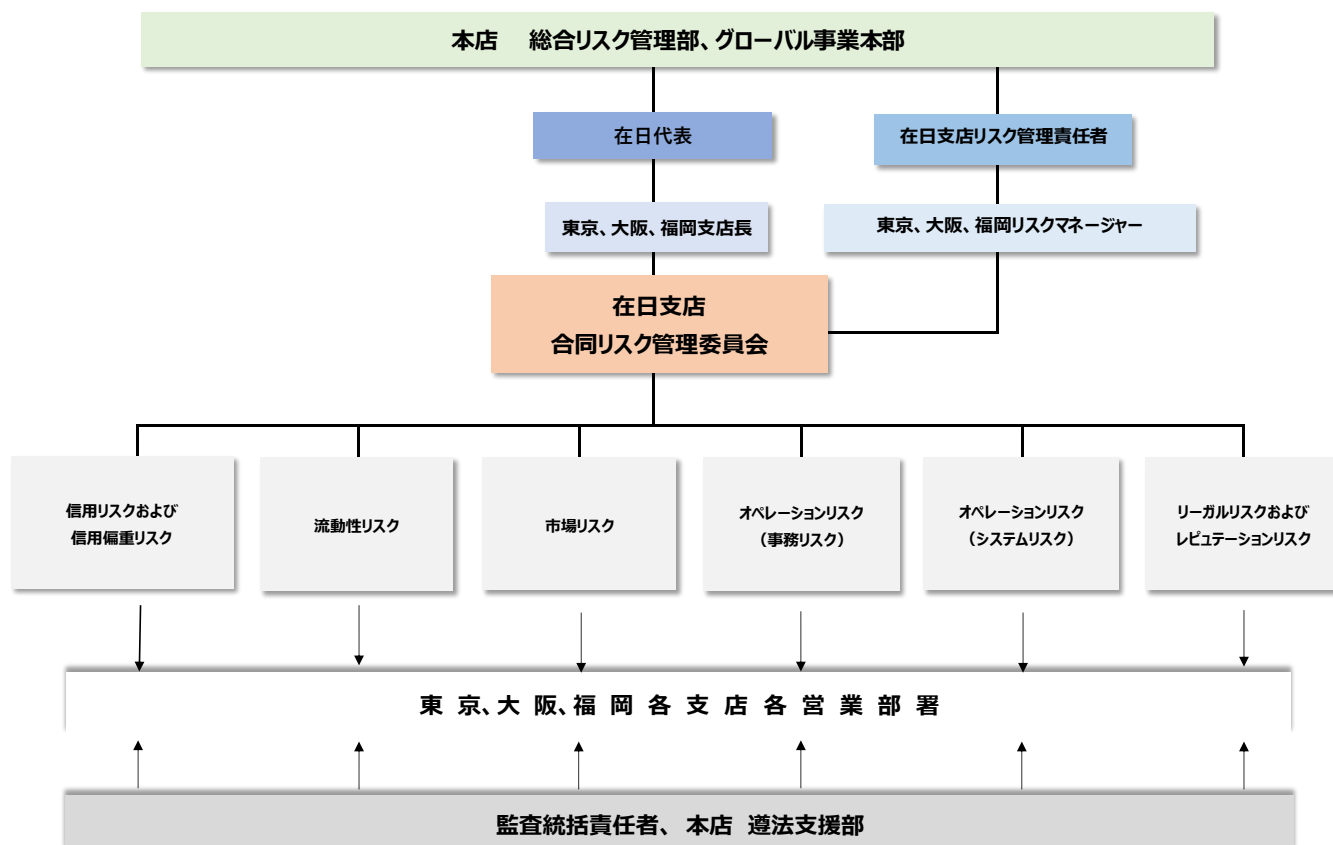 本店 総合リスク管理部、グローバル事業本部
在日代表
在日支店リスク管理責任者
東京、大阪、福岡支店長
東京、大阪、福岡リスクマネージャー
在日支店
合同リスク管理委員会
信用リスクおよび
信用偏重リスク
流動性リスク
市場リスク
オペレーションリスク
（事務リスク）
オペレーションリスク
（システムリスク）
リーガルリスクおよび
レピュテーションリスク
東 京、大 阪、福 岡 各 支 店 各 営 業 部 署
監査統括責任者、 本店 遵法支援部